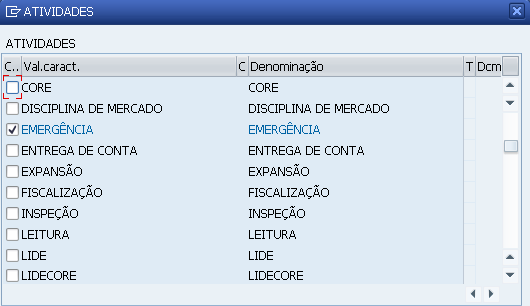 ATIVIDADES
ATIVIDADES
C.. Val.caract. C Denominação T Dcm
CORE CORE
DISCIPLINA DE MERCADO DISCIPLINA DE MERCADO
EMERGÊNCIA EMERGÊNCIA
ENTREGA DE CONTA ENTREGA DE CONTA
EXPANSÃO EXPANSÃO
FISCALIZAÇÃO FISCALIZAÇÃO
INSPEÇÃO INSPEÇÃO
LEITURA LEITURA
LIDE LIDE
LIDECORE LIDECORE